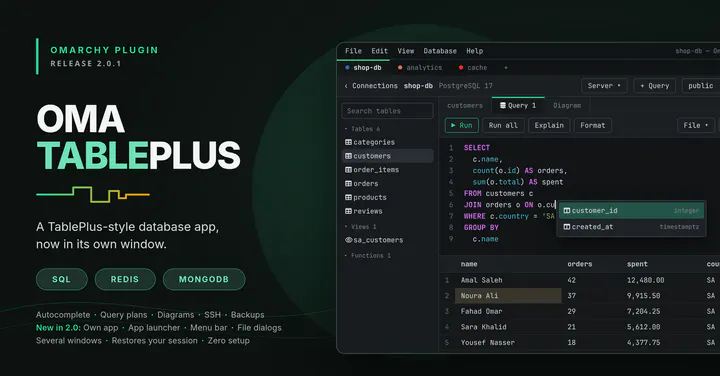 OMARCHY PLUGIN
RELEASE 2.0.1
OMA
TABLEPLUS
A TablePlus-style database app,
now in its own window.
SQL
REDIS
MONGODB
Autocomplete · Query plans · Diagrams · SSH · Backups
New in 2.0: Own app · App launcher · Menu bar · File dialogs
Several windows · Restores your session · Zero setup
File Edit View Database Help
shop-db
shop-db analytics cache +
‹ Connections shop-db PostgreSQL 17 Server + Query public
Search tables
Tables 6
categories
customers
order_items
orders
products
reviews
Views 1
sa_customers
Functions 1
customers Query 1 Diagram
Run Run all Explain Format File
1 SELECT
2 c.name,
3 count(o.id) AS orders,
4 sum(o.total) AS spent
5 FROM customers c
6 JOIN orders o ON o.cu
7 WHERE c.country = 'SA
8 GROUP BY
9 c.name
customer_id integer
created_at timestamptz
name orders spent cou
1 Amal Saleh 42 12,480.00 SA
2 Noura Ali 37 9,915.50 SA
3 Fahad Omar 29 7,204.25 SA
4 Sara Khalid 21 5,612.00 SA
5 Yousef Nasser 18 4,377.75 SA